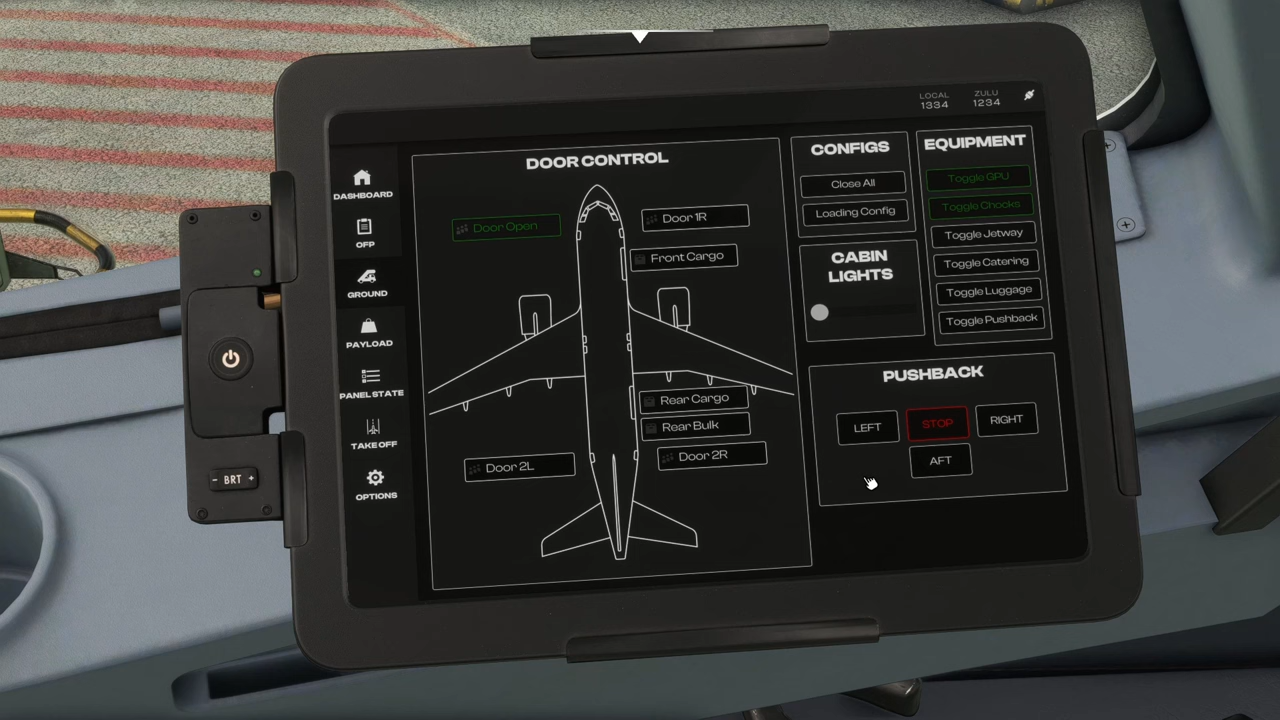 LOCAL
1334
ZULU
1234
DASHBOARD
OFP
GROUND
PAYLOAD
PANEL STATE
TAKE OFF
OPTIONS
DOOR CONTROL
Door Open
Door 1R
Front Cargo
Rear Cargo
Rear Bulk
Door 2L
Door 2R
CONFIGS
Close All
Loading Config
CABIN
LIGHTS
EQUIPMENT
Toggle GPU
Toggle Chocks
Toggle Jetway
Toggle Catering
Toggle Luggage
Toggle Pushback
PUSHBACK
LEFT
STOP
RIGHT
AFT
- BRT +